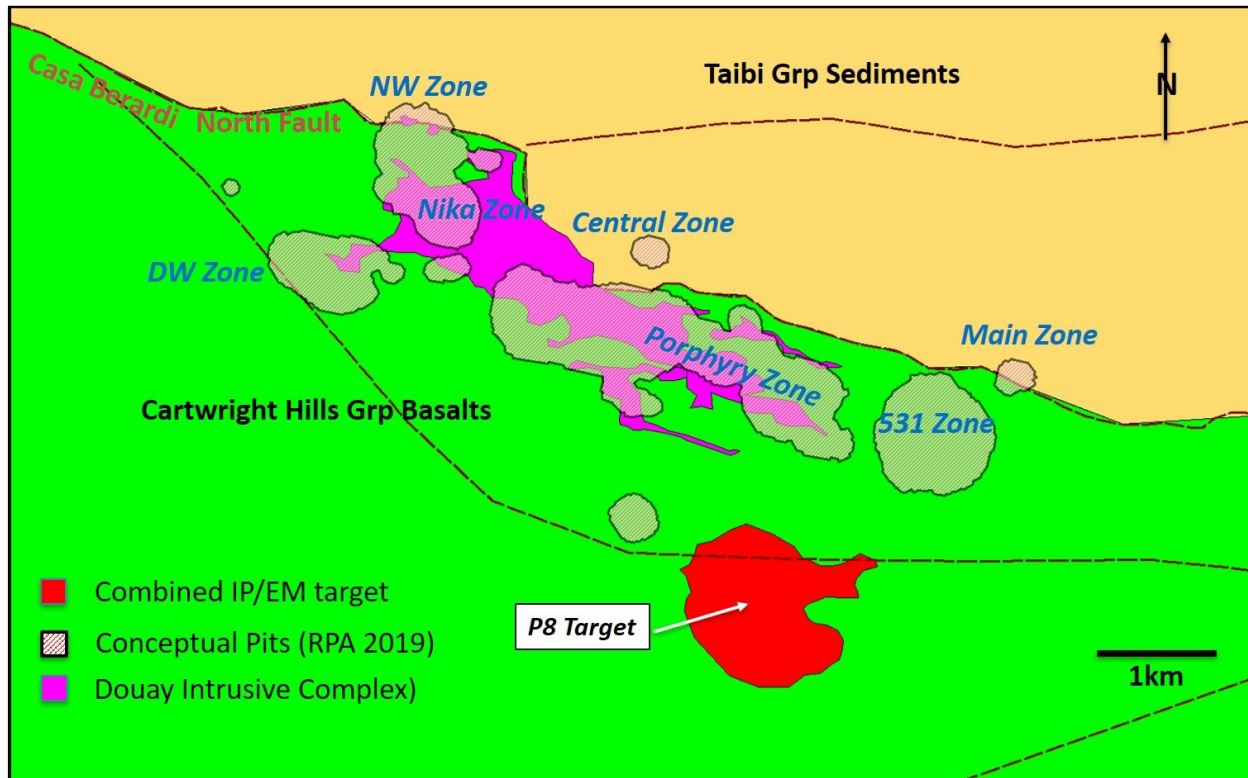 Taibi Grp Sediments
N
NW Zone
Casa Berardi
North Fault
Nika Zone
Central Zone
DW Zone
Porphyry Zone
Main Zone
Cartwright Hills Grp Basalts
531 Zone
Combined IP/EM target
P8 Target
Conceptual Pits (RPA 2019)
Douay Intrusive Complex)
1km